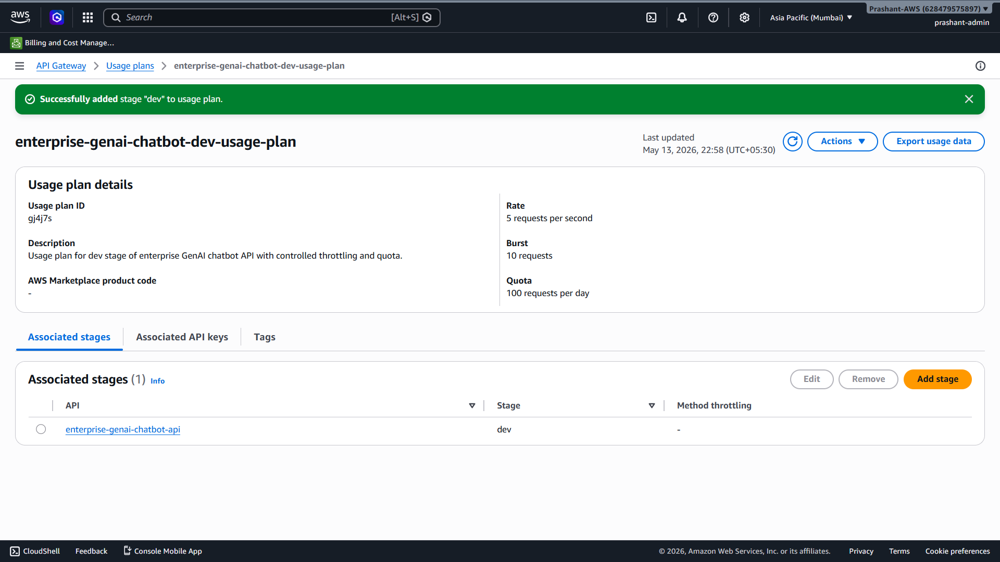 aws
Search
[Alt+S]
Asia Pacific (Mumbai)
Prashant-AWS (628479575897)
prashant-admin
Billing and Cost Manage...
API Gateway
Usage plans
enterprise-genai-chatbot-dev-usage-plan
Successfully added stage "dev" to usage plan.
enterprise-genai-chatbot-dev-usage-plan
Last updated
May 13, 2026, 22:58 (UTC+05:30)
Actions
Export usage data
Usage plan details
Usage plan ID
gj4j7s
Description
Usage plan for dev stage of enterprise GenAI chatbot API with controlled throttling and quota.
AWS Marketplace product code
-
Rate
5 requests per second
Burst
10 requests
Quota
100 requests per day
Associated stages
Associated API keys
Tags
Associated stages (1) Info
Edit
Remove
Add stage
API
Stage
Method throttling
enterprise-genai-chatbot-api
dev
-
CloudShell
Feedback
Console Mobile App
© 2026, Amazon Web Services, Inc. or its affiliates.
Privacy
Terms
Cookie preferences